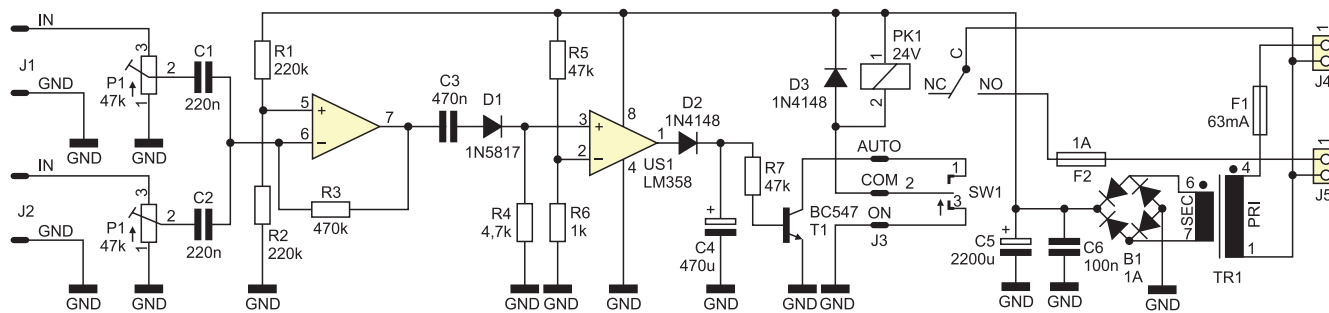 IN
J1
GND
GND
3
P1
47k
2
1
GND
C1
220n
IN
J2
GND
GND
3
P1
47k
2
1
GND
C2
220n
R1
220k
R2
220k
GND
5
+
6
−
7
R3
470k
C3
470n
D1
1N5817
R4
4,7k
GND
R5
47k
R6
1k
GND
3
+
2
−
8
1
4
US1
LM358
GND
D2
1N4148
+
C4
470u
GND
R7
47k
BC547
T1
GND
D3
1N4148
PK1
24V
1
2
AUTO
COM
ON
J3
GND
1
2
3
SW1
C
NC
NO
+
C5
2200u
GND
C6
100n
GND
1A
F2
B1
1A
GND
F1
63mA
6
SEC
7
4
PRI
1
TR1
1
J4
1
J5